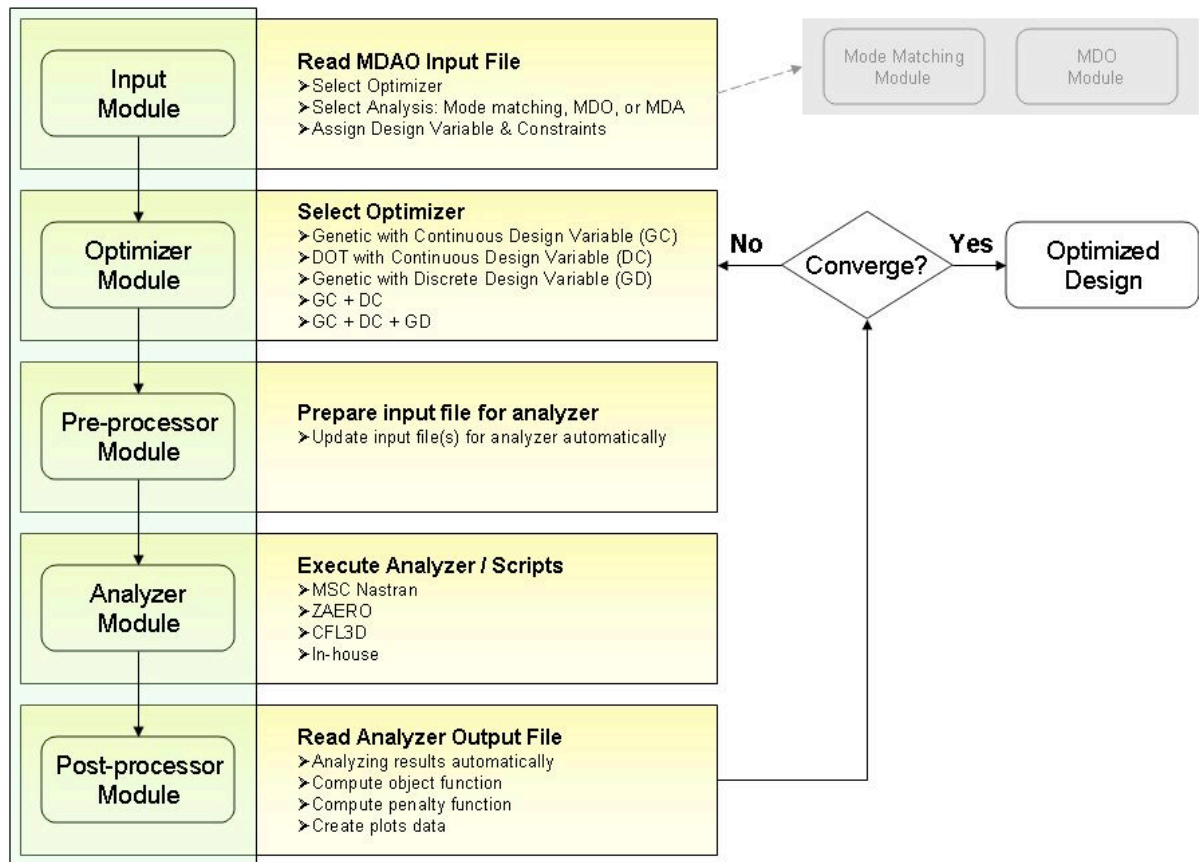 Input
Module
Read MDAO Input File
➤Select Optimizer
➤Select Analysis: Mode matching, MDO, or MDA
➤Assign Design Variable & Constraints
Mode Matching
Module
MDO
Module
Optimizer
Module
Select Optimizer
➤Genetic with Continuous Design Variable (GC)
➤DOT with Continuous Design Variable (DC)
➤Genetic with Discrete Design Variable (GD)
➤GC + DC
➤GC + DC + GD
No
Converge?
Yes
Optimized
Design
Pre-processor
Module
Prepare input file for analyzer
➤Update input file(s) for analyzer automatically
Analyzer
Module
Execute Analyzer / Scripts
➤MSC Nastran
➤ZAERO
➤CFL3D
➤In-house
Post-processor
Module
Read Analyzer Output File
➤Analyzing results automatically
➤Compute object function
➤Compute penalty function
➤Create plots data